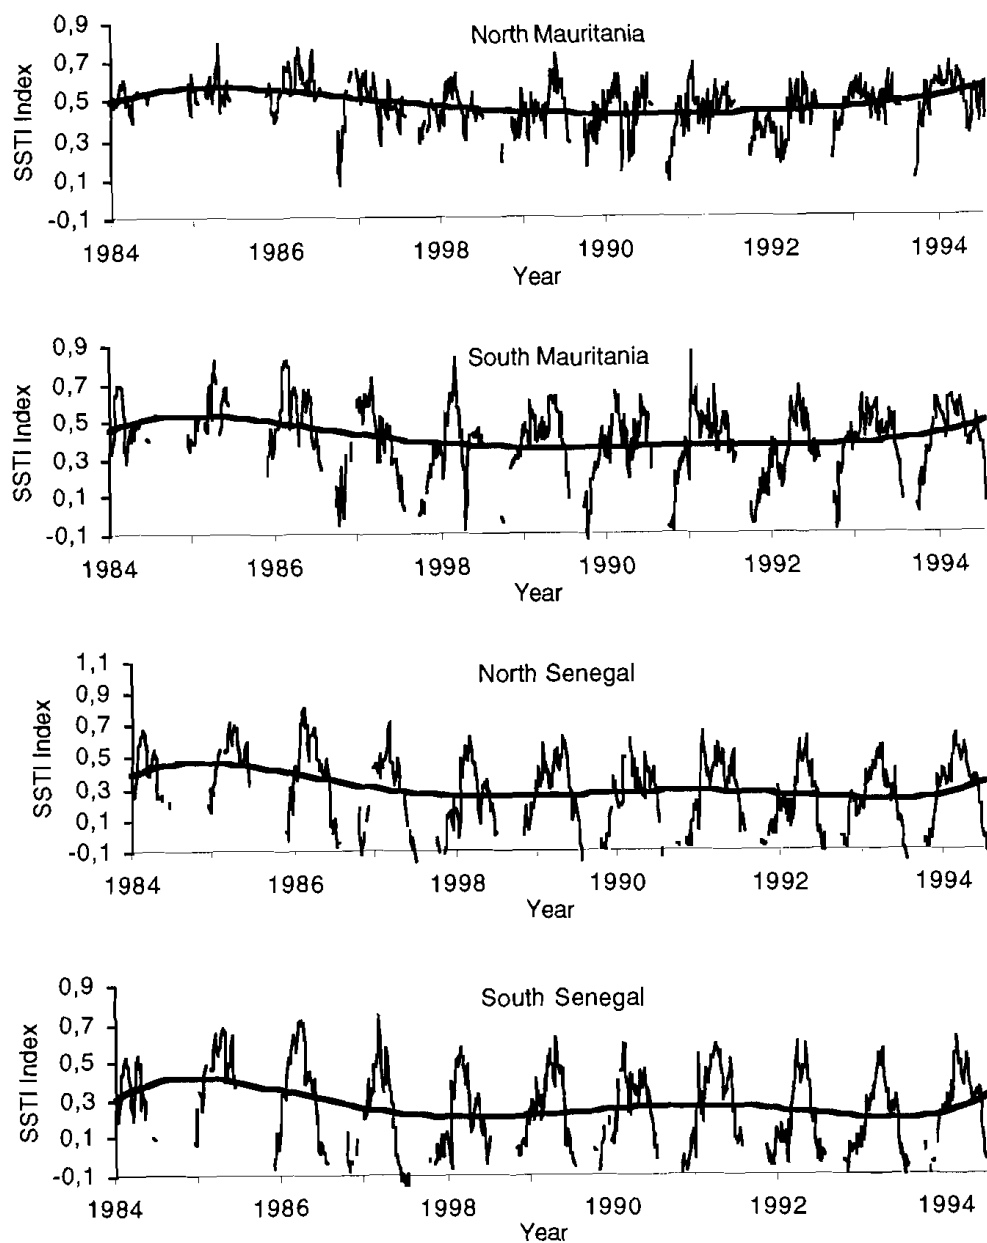 North Mauritania
SSTI Index
0,9
0,7
0,5
0,3
0,1
-0,1
1984 1986 1998 1990 1992 1994
Year
South Mauritania
SSTI Index
0,9
0,7
0,5
0,3
0,1
-0,1
1984 1986 1998 1990 1992 1994
Year
North Senegal
SSTI Index
1,1
0,9
0,7
0,5
0,3
0,1
-0,1
1984 1986 1998 1990 1992 1994
Year
South Senegal
SSTI Index
0,9
0,7
0,5
0,3
0,1
-0,1
1984 1986 1998 1990 1992 1994
Year